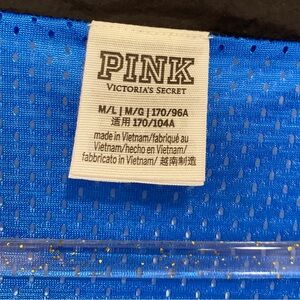 PINK
VICTORIA'S SECRET
M/L | M/G | 170/96A
适用 170/104A
made in Vietnam/fabriqué au
Vietnam/hecho en Vietnam/
fabbricato in Vietnam / 越南制造